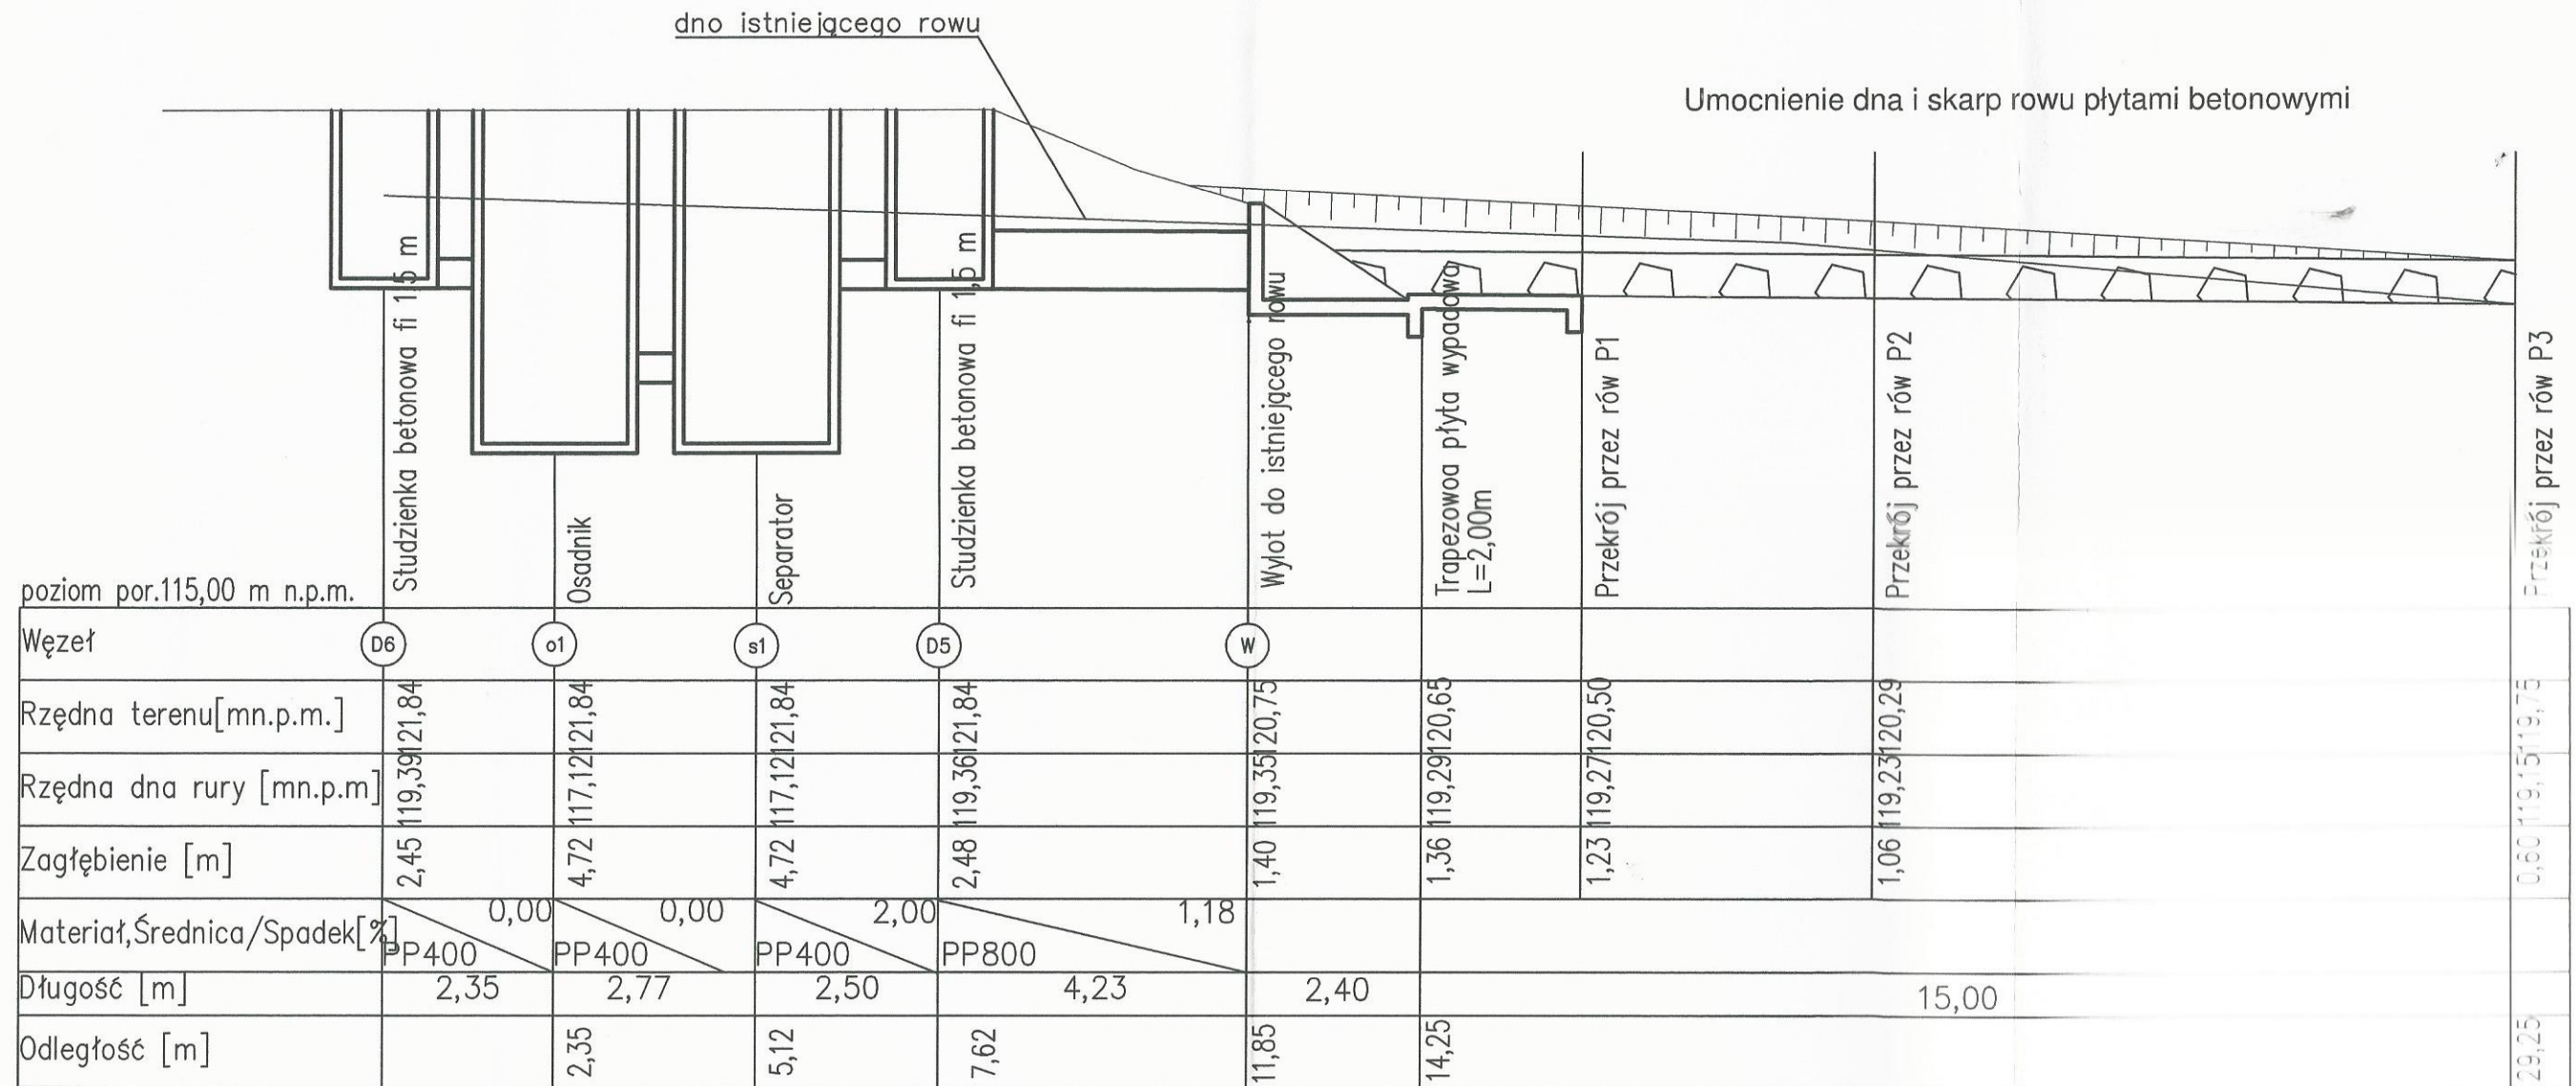 dno istniejącego rowu
Umocnienie dna i skarp rowu płytami betonowymi
Studzienka betonowa fi 1,5 m
Osadnik
Separator
Studzienka betonowa fi 1,5 m
Wylot do istniejącego rowu
Trapezowoa płyta wypadowa
L=2,00m
Przekrój przez rów P1
Przekrój przez rów P2
Przekrój przez rów P3
poziom por.115,00 m n.p.m.
Węzeł D6 o1 s1 D5 W
Rzędna terenu[mn.p.m.] 121,84 121,84 121,84 121,84 120,75 120,65 120,50 120,29 119,75
Rzędna dna rury [mn.p.m] 119,39 117,12 117,12 119,36 119,35 119,29 119,27 119,23 119,15
Zagłębienie [m] 2,45 4,72 4,72 2,48 1,40 1,36 1,23 1,06 0,60
Materiał,Średnica/Spadek[%] 0,00 0,00 2,00 1,18
PP400 PP400 PP400 PP800
Długość [m] 2,35 2,77 2,50 4,23 2,40 15,00
Odległość [m] 2,35 5,12 7,62 11,85 14,25 29,25